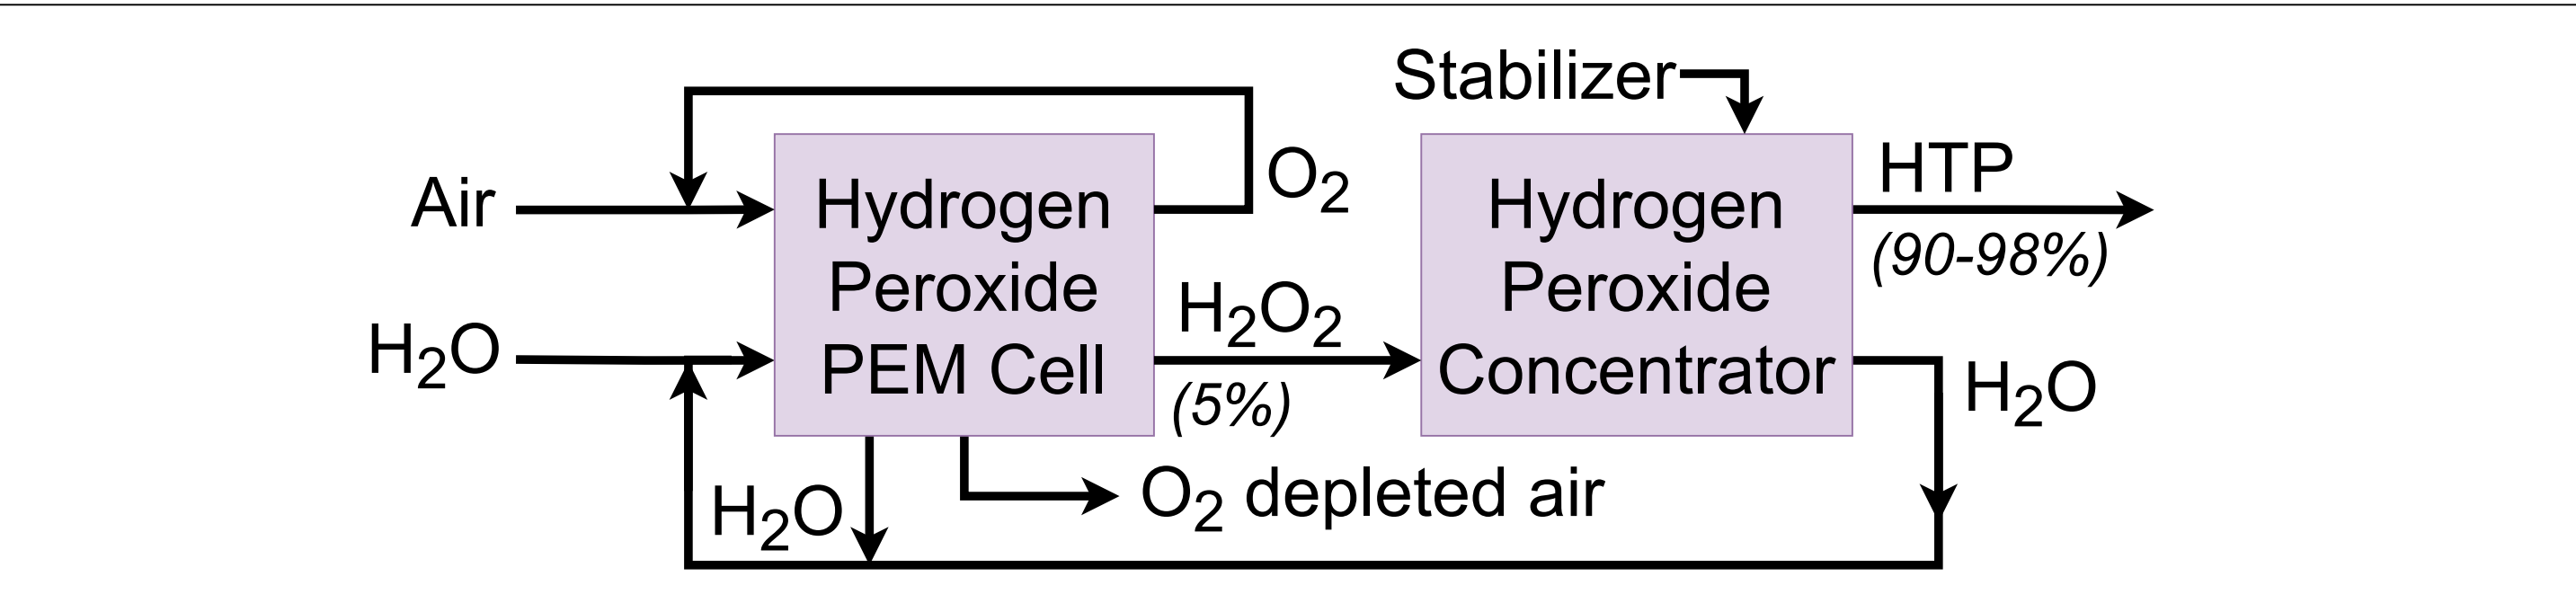 Stabilizer
Air
H₂O
Hydrogen
Peroxide
PEM Cell
O₂
H₂O₂
(5%)
Hydrogen
Peroxide
Concentrator
HTP
(90-98%)
H₂O
H₂O
O₂ depleted air